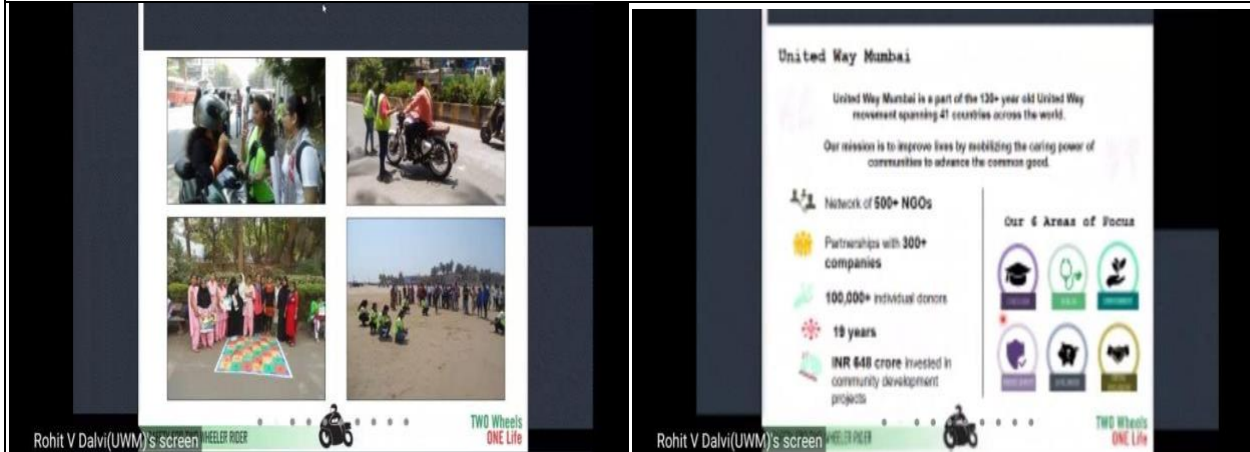 TWO Wheels
ONE Life
WHEELER RIDER
Rohit V Dalvi(UWM)'s screen
United Way Mumbai
United Way Mumbai is a part of the 130+ year old United Way
movement spanning 41 countries across the world.
Our mission is to improve lives by mobilizing the caring power of
communities to advance the common good.
Network of 500+ NGOs
Partnerships with 300+
companies
100,000+ individual donors
19 years
INR 648 crore invested in
community development
projects
Our 6 Areas of Focus
TWO Wheels
ONE Life
WHEELER RIDER
Rohit V Dalvi(UWM)'s screen